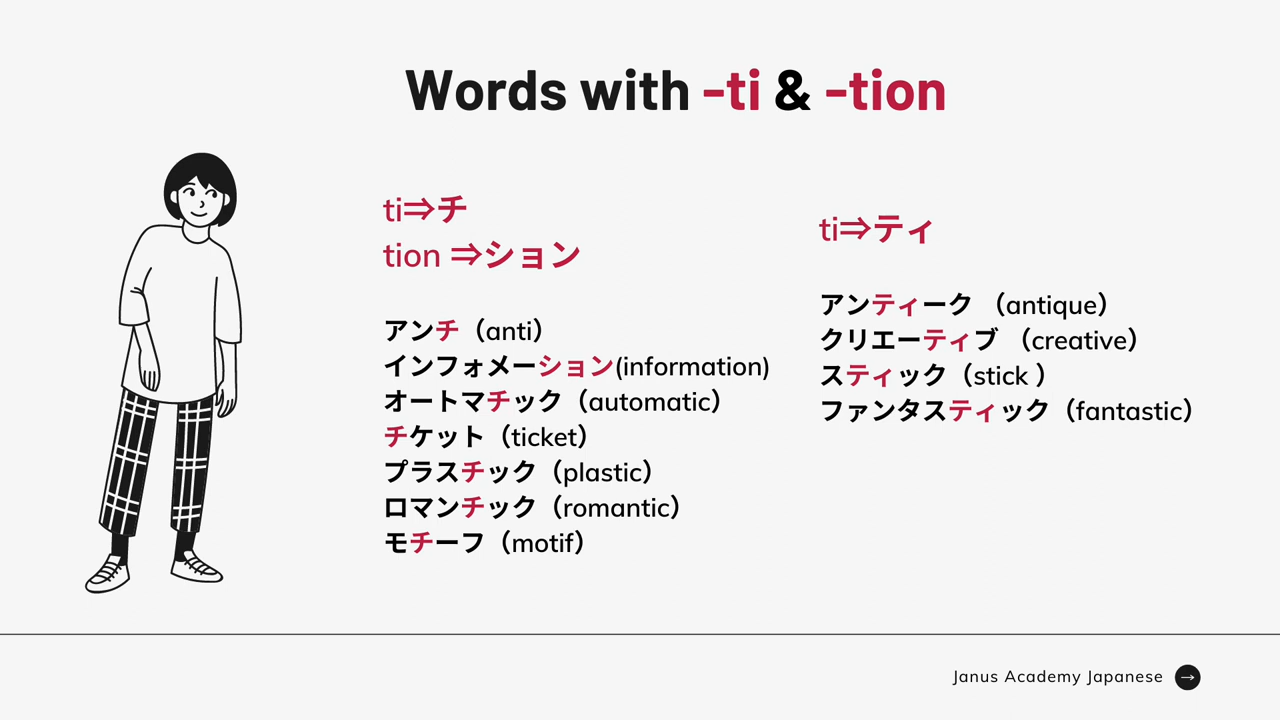 Words with -ti & -tion
ti⇒チ
tion ⇒ション
アンチ（anti）
インフォメーション(information)
オートマチック（automatic）
チケット（ticket）
プラスチック（plastic）
ロマンチック（romantic）
モチーフ（motif）
ti⇒ティ
アンティーク （antique）
クリエーティブ （creative）
スティック（stick ）
ファンタスティック（fantastic）
Janus Academy Japanese →